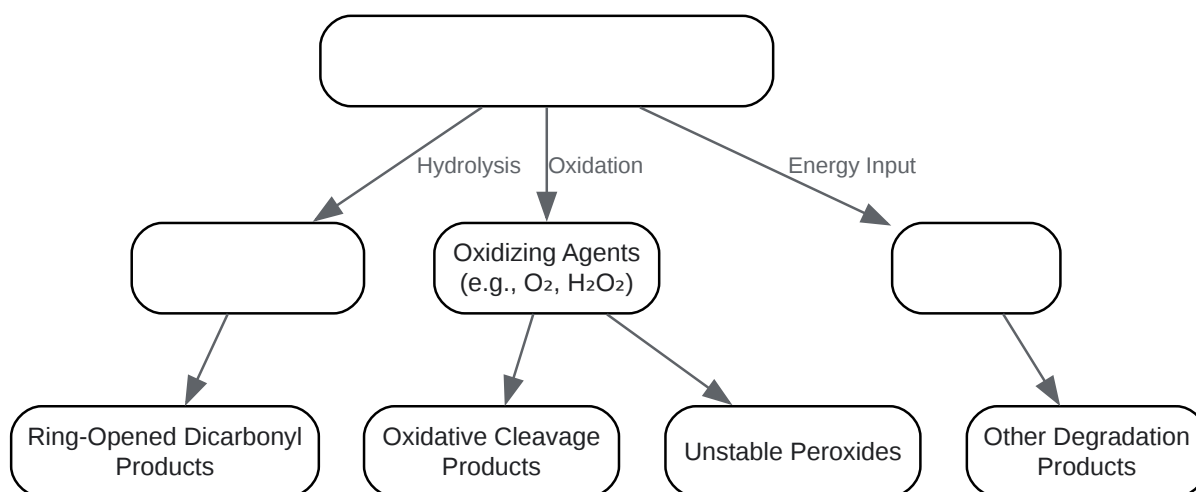 Hydrolysis
Oxidation
Energy Input
Oxidizing Agents
(e.g., O₂, H₂O₂)
Ring-Opened Dicarbonyl
Products
Oxidative Cleavage
Products
Unstable Peroxides
Other Degradation
Products